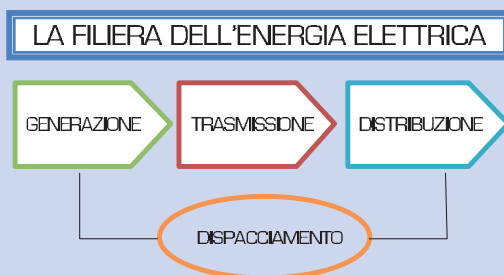 LA FILIERA DELL'ENERGIA ELETTRICA
GENERAZIONE
TRASMISSIONE
DISTRIBUZIONE
DISPACCIAMENTO